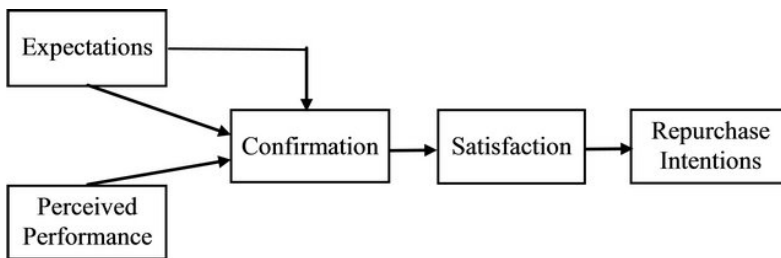 Expectations
Confirmation
Satisfaction
Repurchase
Intentions
Perceived
Performance